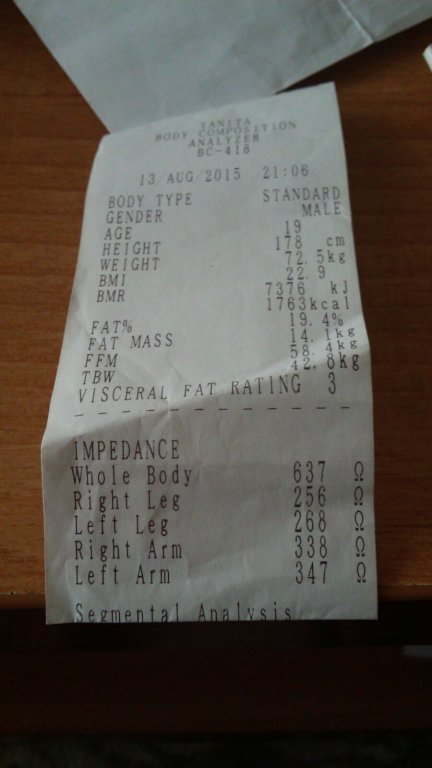 TANITA
BODY COMPOSITION
ANALYZER
BC-418
13/AUG/2015 21:06
BODY TYPE STANDARD
GENDER MALE
AGE 19
HEIGHT 178 cm
WEIGHT 72.5kg
BMI 22.9
BMR 7376 kJ
1763kcal
FAT% 19.4%
FAT MASS 14.1kg
FFM 58.4kg
TBW 42.8kg
VISCERAL FAT RATING 3
- - - - - - - - - - - - -
IMPEDANCE
Whole Body 637 Ω
Right Leg 256 Ω
Left Leg 268 Ω
Right Arm 338 Ω
Left Arm 347 Ω
Segmental Analysis